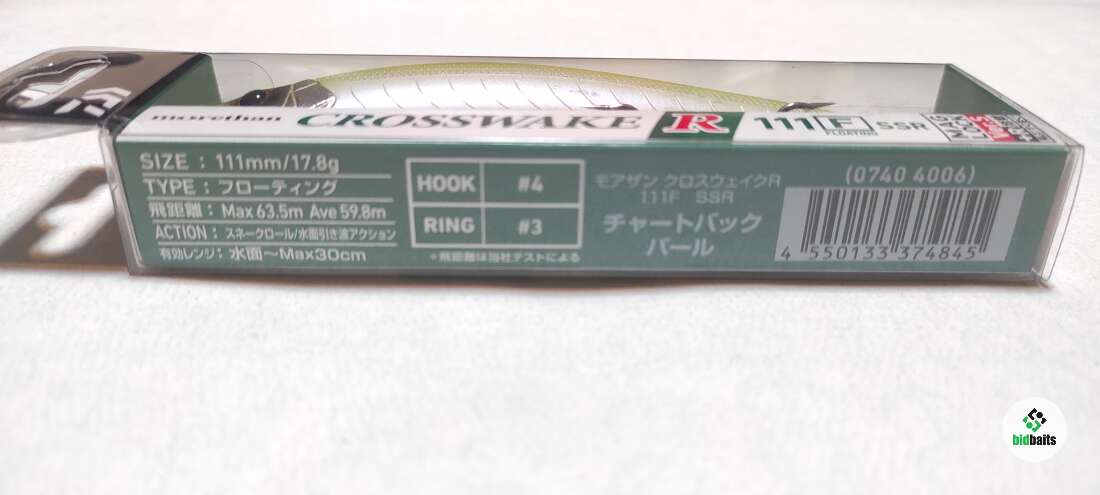 morethan CROSSWAKE R 111 F SSR
FLOATING
SIZE : 111mm/17.8g
TYPE : フローティング
飛距離 : Max 63.5m Ave 59.8m
ACTION : スネークロール/水面引き波アクション
有効レンジ : 水面～Max30cm
HOOK #4
RING #3
＊飛距離は当社テストによる
モアザン クロスウェイクR
111F SSR
チャートバック
パール
(0740 4006)
4 550133 374845
bidbaits